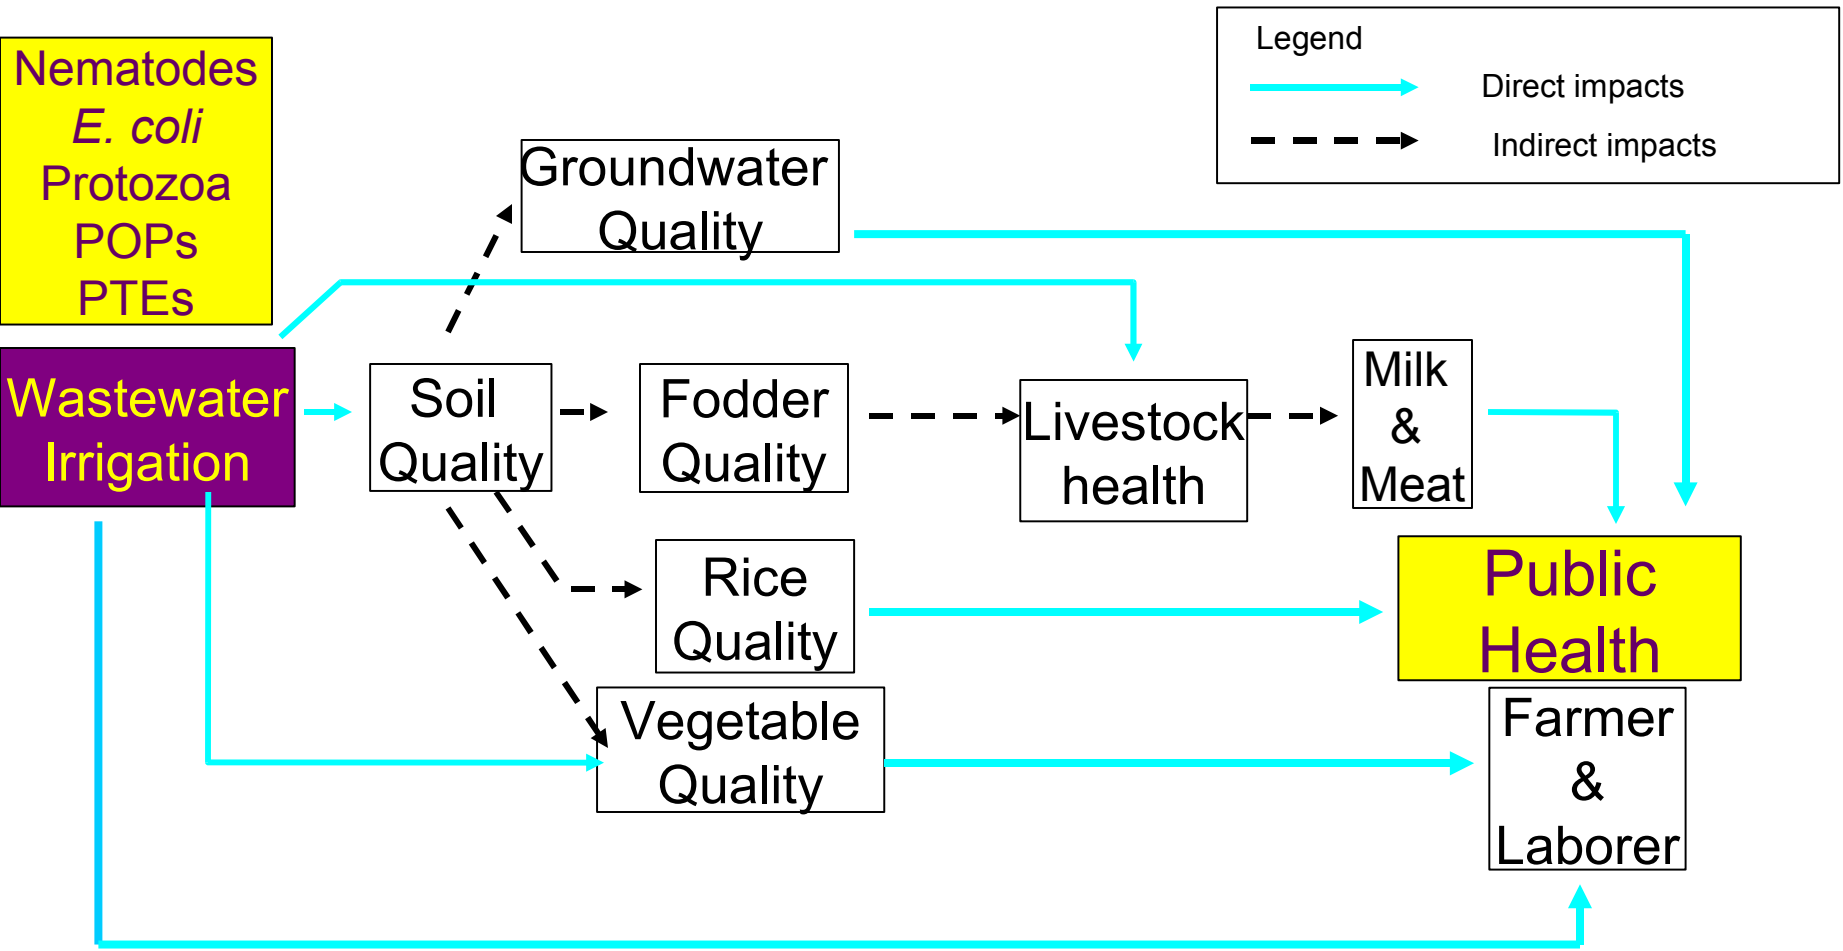 Legend
Direct impacts
Indirect impacts
Nematodes
E. coli
Protozoa
POPs
PTEs
Groundwater
Quality
Wastewater
Irrigation
Soil
Quality
Fodder
Quality
Livestock
health
Milk
&
Meat
Rice
Quality
Public
Health
Vegetable
Quality
Farmer
&
Laborer